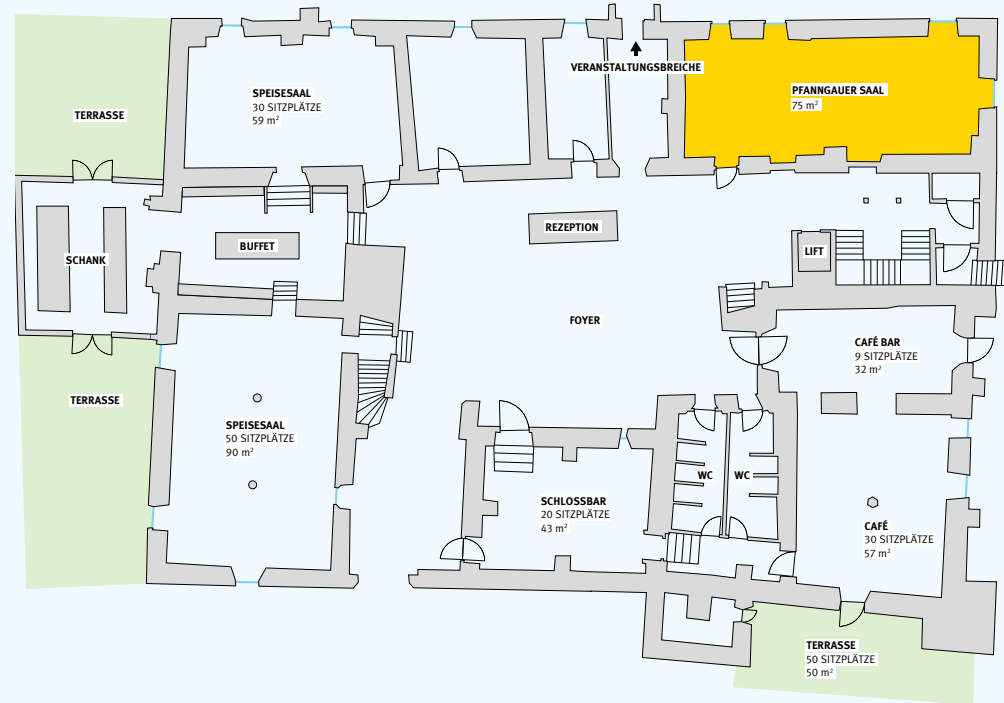 VERANSTALTUNGSBREICHE
SPEISESAAL
30 SITZPLÄTZE
59 m²
PFANNGAUER SAAL
75 m²
TERRASSE
REZEPTION
BUFFET
LIFT
SCHANK
FOYER
CAFÉ BAR
9 SITZPLÄTZE
32 m²
TERRASSE
SPEISESAAL
50 SITZPLÄTZE
90 m²
WC
WC
SCHLOSSBAR
20 SITZPLÄTZE
43 m²
CAFÉ
30 SITZPLÄTZE
57 m²
TERRASSE
50 SITZPLÄTZE
50 m²